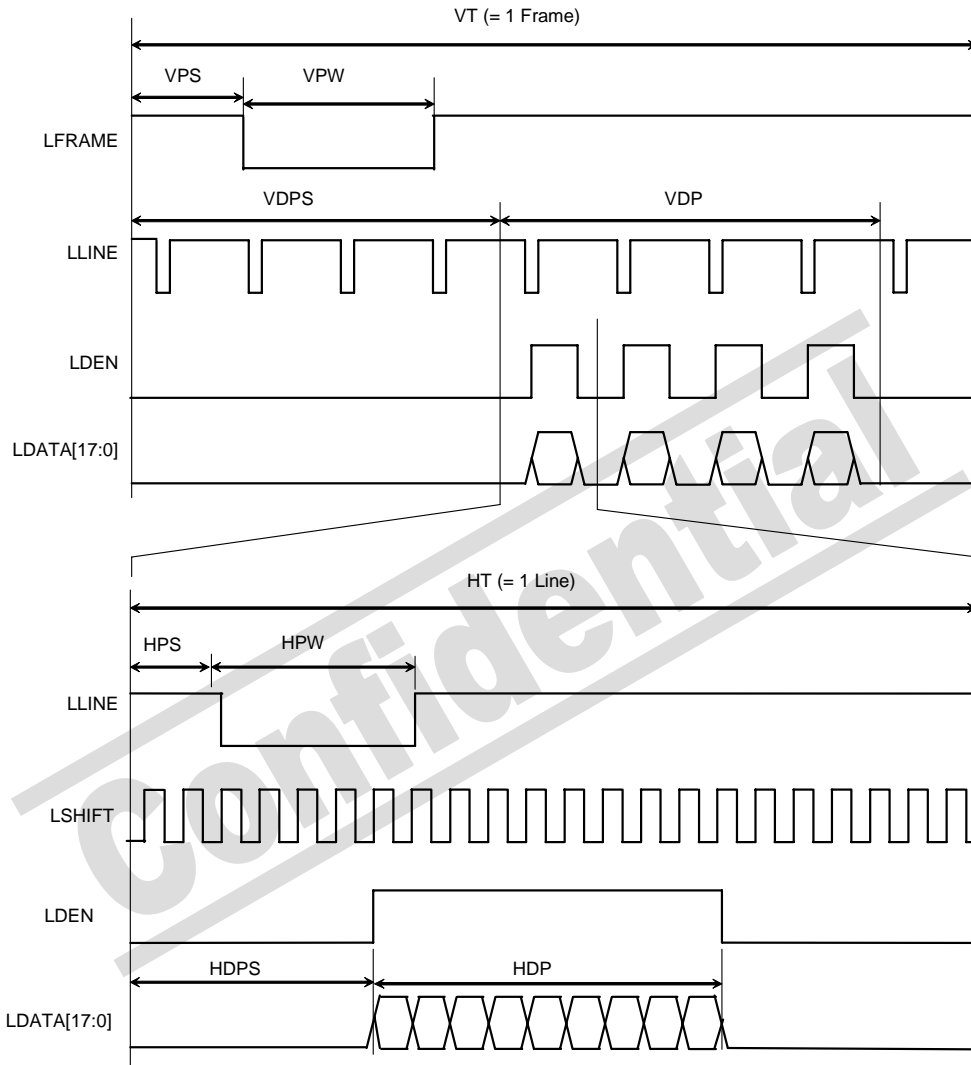 VT (= 1 Frame)
VPS
VPW
LFRAME
VDPS
VDP
LLINE
LDEN
LDATA[17:0]
Confidential
HT (= 1 Line)
HPS
HPW
LLINE
LSHIFT
LDEN
HDPS
HDP
LDATA[17:0]